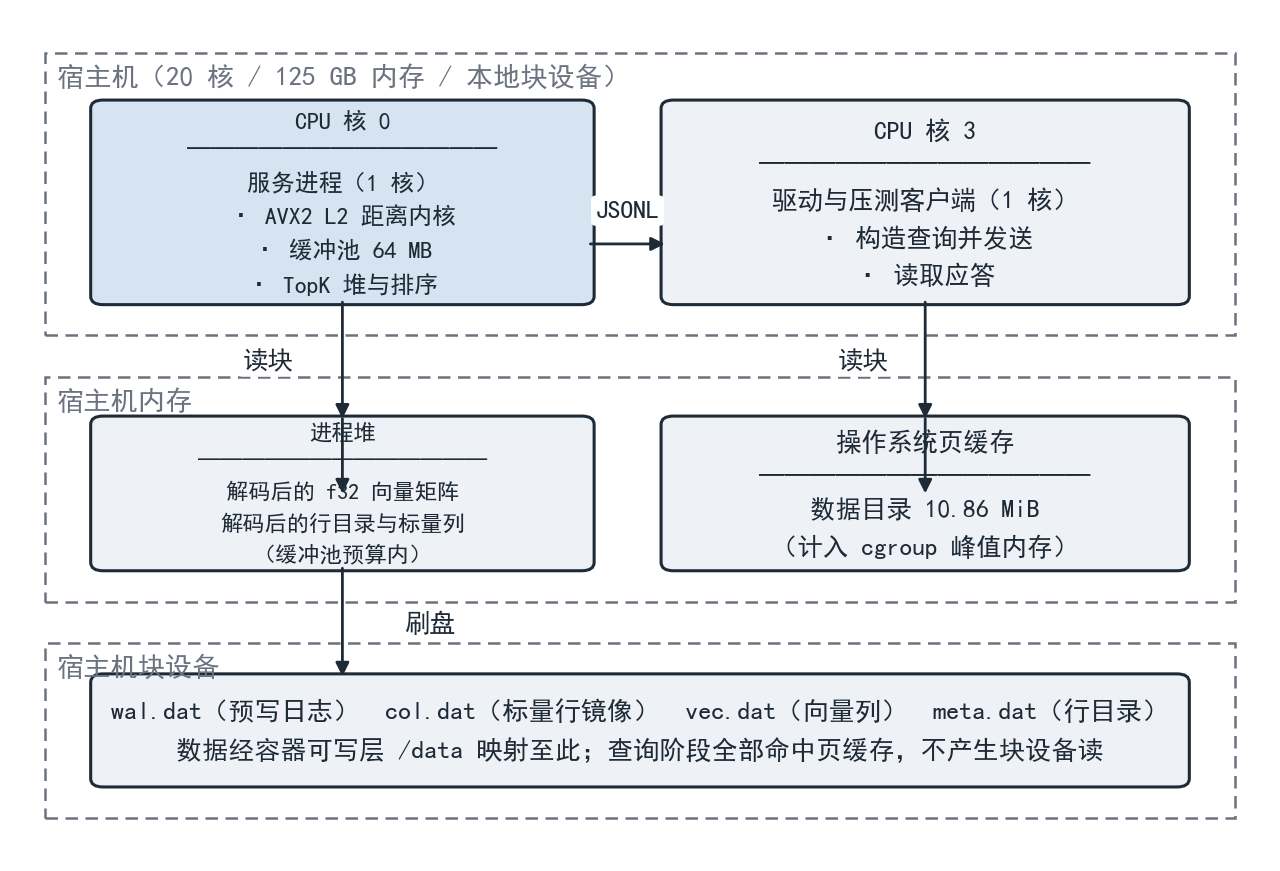 宿主机（20 核 / 125 GB 内存 / 本地块设备）
CPU 核 0
服务进程（1 核）
· AVX2 L2 距离内核
· 缓冲池 64 MB
· TopK 堆与排序
JSONL
CPU 核 3
驱动与压测客户端（1 核）
· 构造查询并发送
· 读取应答
读块
读块
宿主机内存
进程堆
解码后的 f32 向量矩阵
解码后的行目录与标量列
（缓冲池预算内）
操作系统页缓存
数据目录 10.86 MiB
（计入 cgroup 峰值内存）
刷盘
宿主机块设备
wal.dat（预写日志） col.dat（标量行镜像） vec.dat（向量列） meta.dat（行目录）
数据经容器可写层 /data 映射至此；查询阶段全部命中页缓存，不产生块设备读